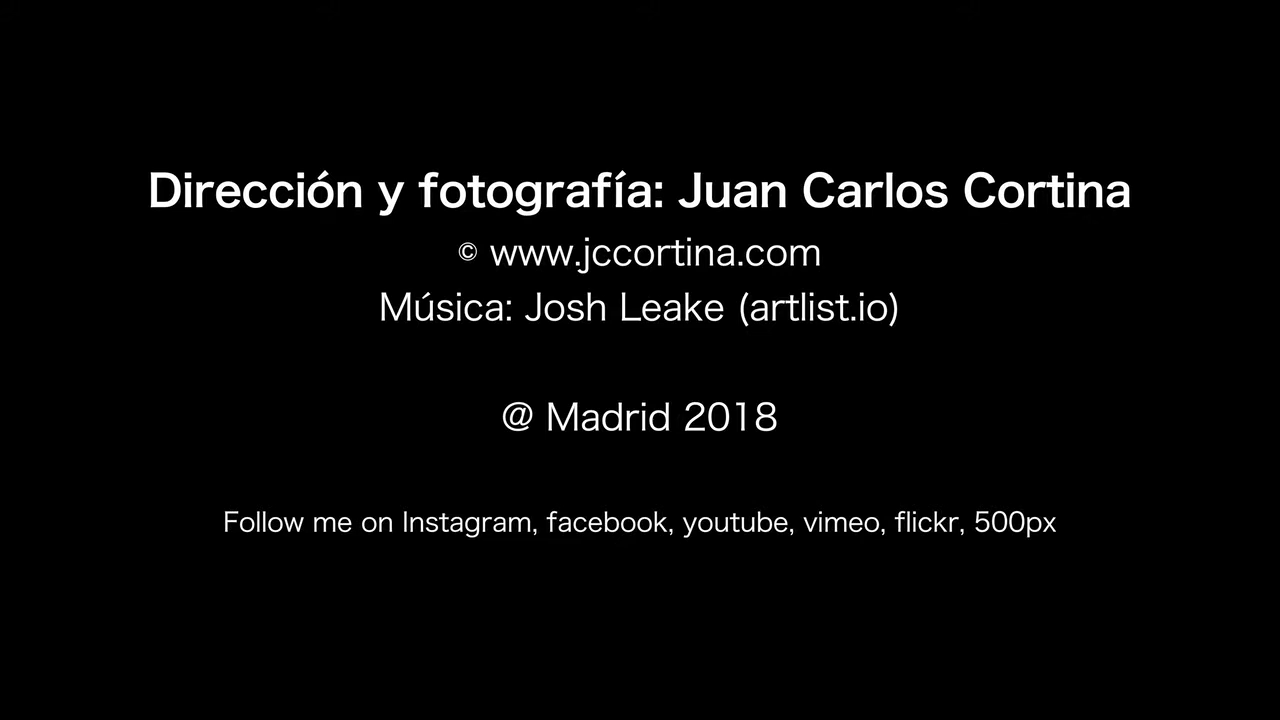 Dirección y fotografía: Juan Carlos Cortina
© www.jccortina.com
Música: Josh Leake (artlist.io)
@ Madrid 2018
Follow me on Instagram, facebook, youtube, vimeo, flickr, 500px